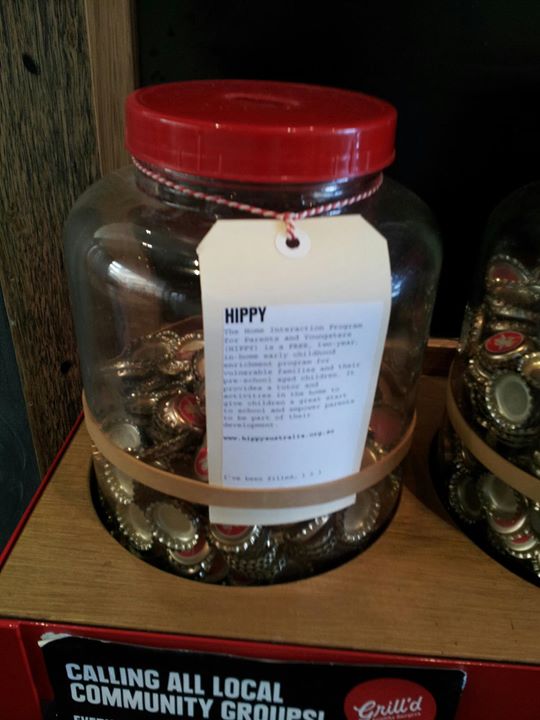 HIPPY
The Home Interaction Program
for Parents and Youngsters
(HIPPY) is a FREE, two-year,
in-home early childhood
enrichment program for
vulnerable families and their
pre-school aged children. It
provides a tutor and
activities in the home to
give children a great start
to school and empower parents
to be part of their
development.
www.hippyaustralia.org.au
I've been filled, 1 2 3
CALLING ALL LOCAL
COMMUNITY GROUPS!
Grill'd